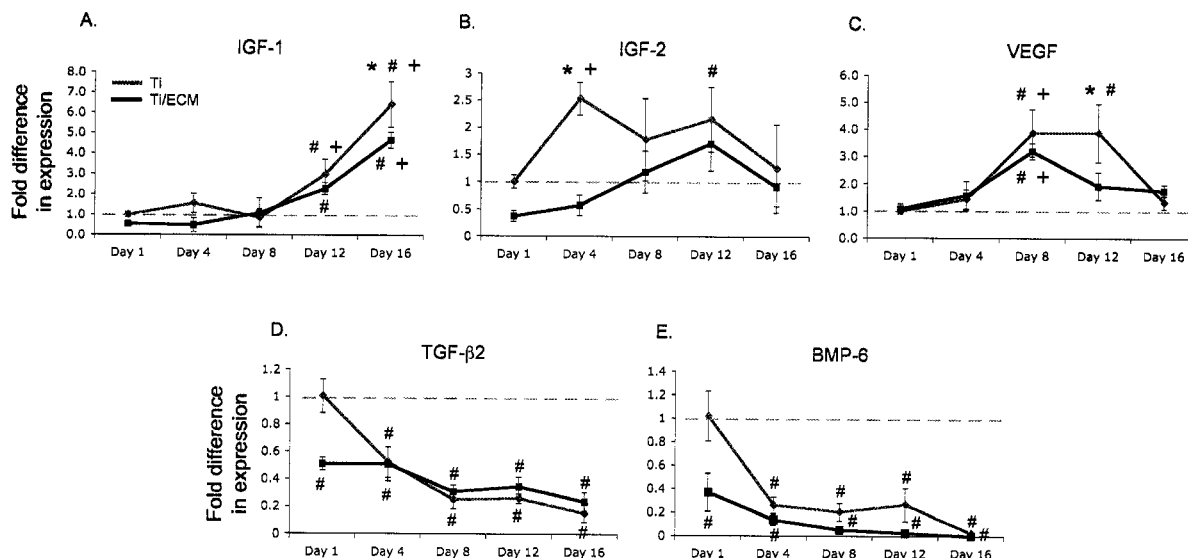 A.
IGF-1
Fold difference
in expression
8.0
7.0
6.0
5.0
4.0
3.0
2.0
1.0
0.0
Ti
Ti/ECM
* # +
# +
# +
#
Day 1 Day 4 Day 8 Day 12 Day 16
B.
IGF-2
3
2.5
2
1.5
1
0.5
0
* +
#
Day 1 Day 4 Day 8 Day 12 Day 16
C.
VEGF
6.0
5.0
4.0
3.0
2.0
1.0
0.0
# +
* #
# +
Day 1 Day 4 Day 8 Day 12 Day 16
D.
TGF-β2
Fold difference
in expression
1.2
1
0.8
0.6
0.4
0.2
0
#
# # #
# # # # #
Day 1 Day 4 Day 8 Day 12 Day 16
E.
BMP-6
1.4
1.2
1
0.8
0.6
0.4
0.2
0
# # # #
# # # # #
Day 1 Day 4 Day 8 Day 12 Day 16